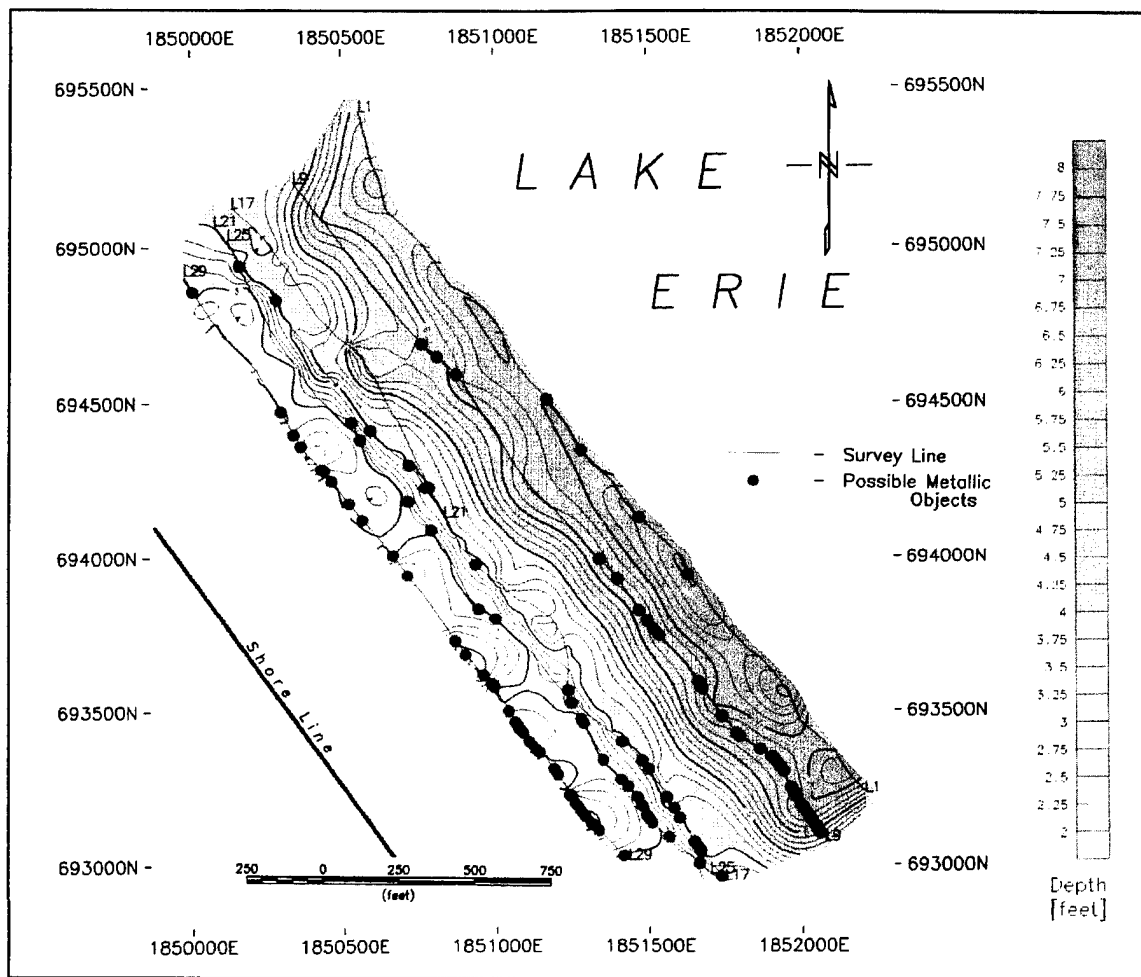 1850000E 1850500E 1851000E 1851500E 1852000E
695500N - - 695500N
L1
LAKE
N
L9
L17
L21
L25
695000N - - 695000N
L29
ERIE
694500N - - 694500N
- Survey Line
- Possible Metallic
Objects
L21
694000N - - 694000N
Shore Line
693500N - - 693500N
L1
L9
L29
L25
L17
693000N - - 693000N
250 0 250 500 750
(feet)
1850000E 1850500E 1851000E 1851500E 1852000E
8
7.75
7.5
7.25
7
6.75
6.5
6.25
6
5.75
5.5
5.25
5
4.75
4.5
4.25
4
3.75
3.5
3.25
3
2.75
2.5
2.25
2
Depth
[feet]